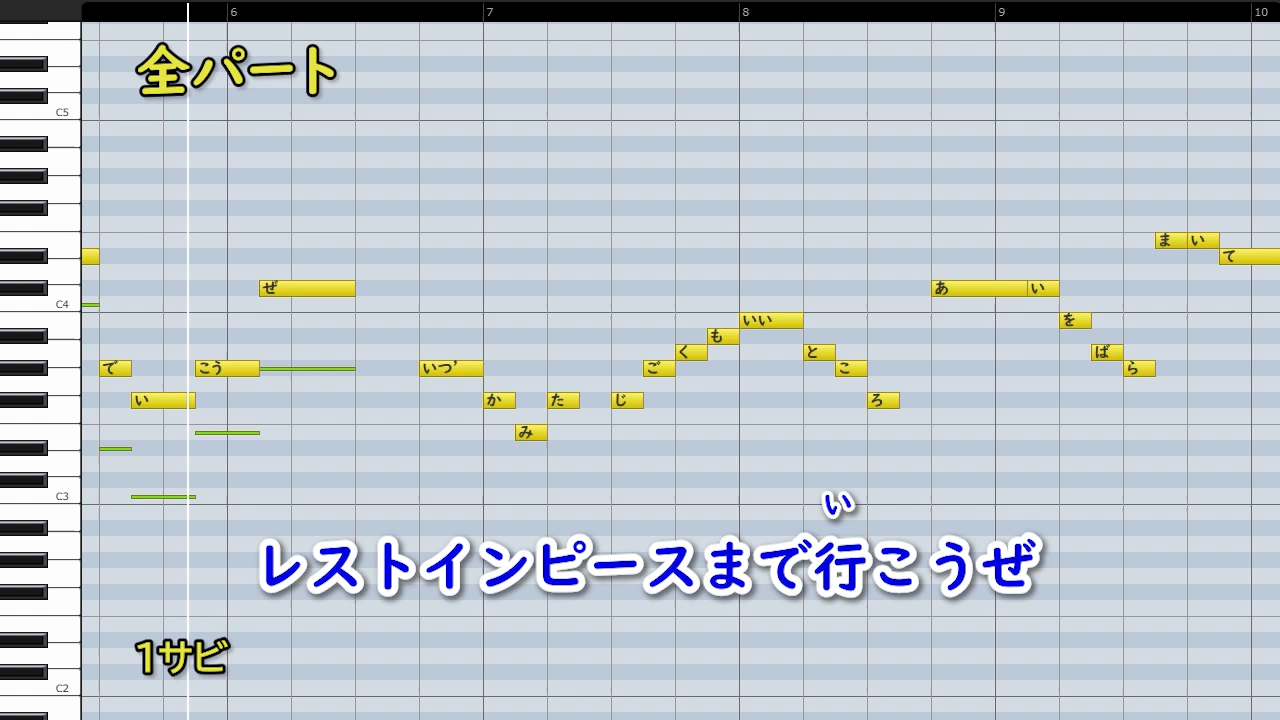 6 7 8 9 10
全パート
C5
ま い
て
ぜ あ い
C4
いい を
も
く と ば
で こう いつ’ ご こ ら
い か た じ ろ
み
C3
い
レストインピースまで行こうぜ
1サビ
C2